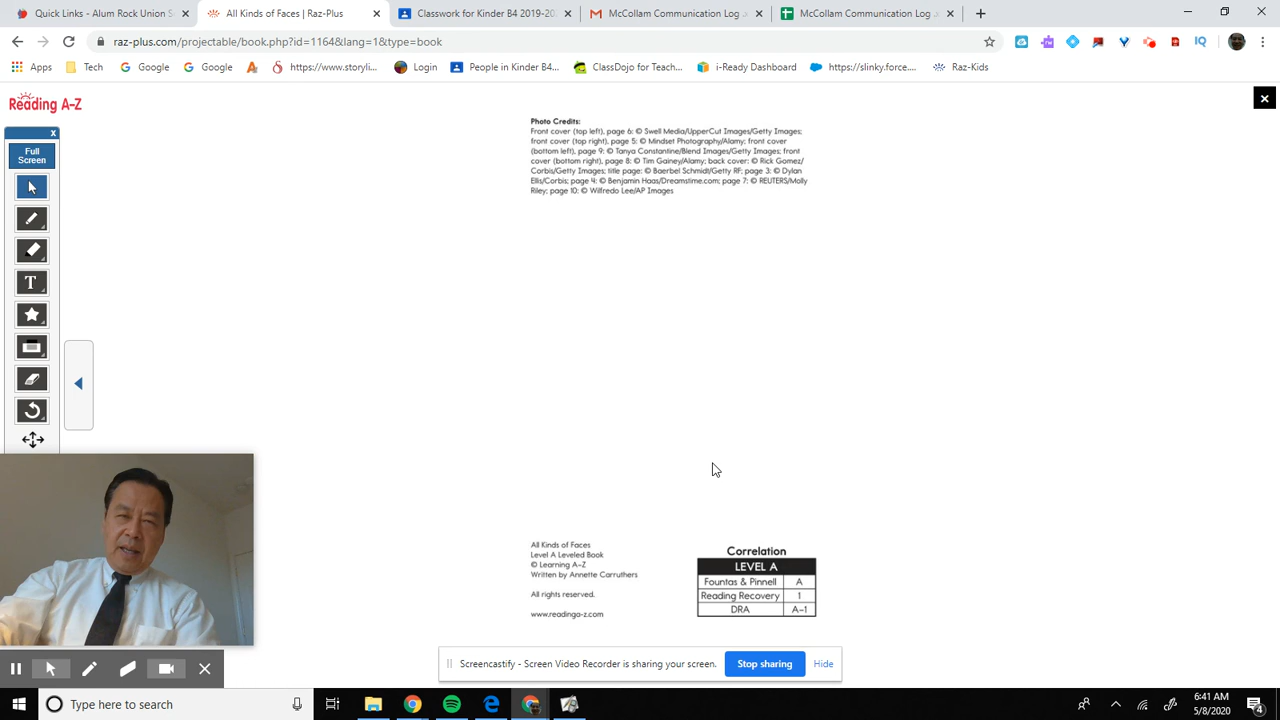 Quick Links - Alum Rock Union S
All Kinds of Faces | Raz-Plus
Classwork for Kinder B4 2019-20
McCollam Communication Log
McCollam Communication Log
raz-plus.com/projectable/book.php?id=1164&lang=1&type=book
IQ
Apps
Tech
Google
Google
https://www.storyli...
Login
People in Kinder B4...
ClassDojo for Teach...
i-Ready Dashboard
https://slinky.force....
Raz-Kids
Reading A-Z
x
Full
Screen
T
Photo Credits:
Front cover (top left), page 6: © Swell Media/UpperCut Images/Getty Images;
front cover (top right), page 5: © Mindset Photography/Alamy; front cover
(bottom left), page 9: © Tanya Constantine/Blend Images/Getty Images; front
cover (bottom right), page 8: © Tim Gainey/Alamy; back cover: © Rick Gomez/
Corbis/Getty Images; title page: © Baerbel Schmidt/Getty RF; page 3: © Dylan
Ellis/Corbis; page 4: © Benjamin Haas/Dreamstime.com; page 7: © REUTERS/Molly
Riley; page 10: © Wilfredo Lee/AP Images
All Kinds of Faces
Level A Leveled Book
© Learning A–Z
Written by Annette Carruthers
All rights reserved.
www.readinga-z.com
Correlation
LEVEL A
Fountas & Pinnell A
Reading Recovery 1
DRA A–1
Screencastify - Screen Video Recorder is sharing your screen.
Stop sharing
Hide
Type here to search
6:41 AM
5/8/2020
4